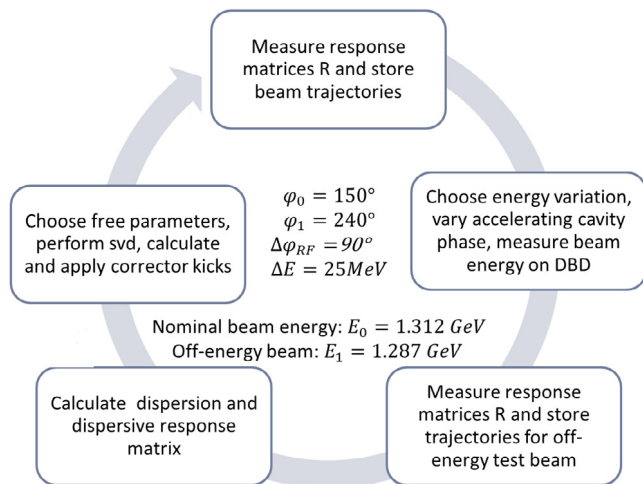 Measure response
matrices R and store
beam trajectories
Choose energy variation,
vary accelerating cavity
phase, measure beam
energy on DBD
Measure response
matrices R and store
trajectories for off-
energy test beam
Calculate dispersion and
dispersive response
matrix
Choose free parameters,
perform svd, calculate
and apply corrector kicks
φ₀ = 150°
φ₁ = 240°
Δφ_RF = 90°
ΔE = 25MeV
Nominal beam energy: E₀ = 1.312 GeV
Off-energy beam: E₁ = 1.287 GeV